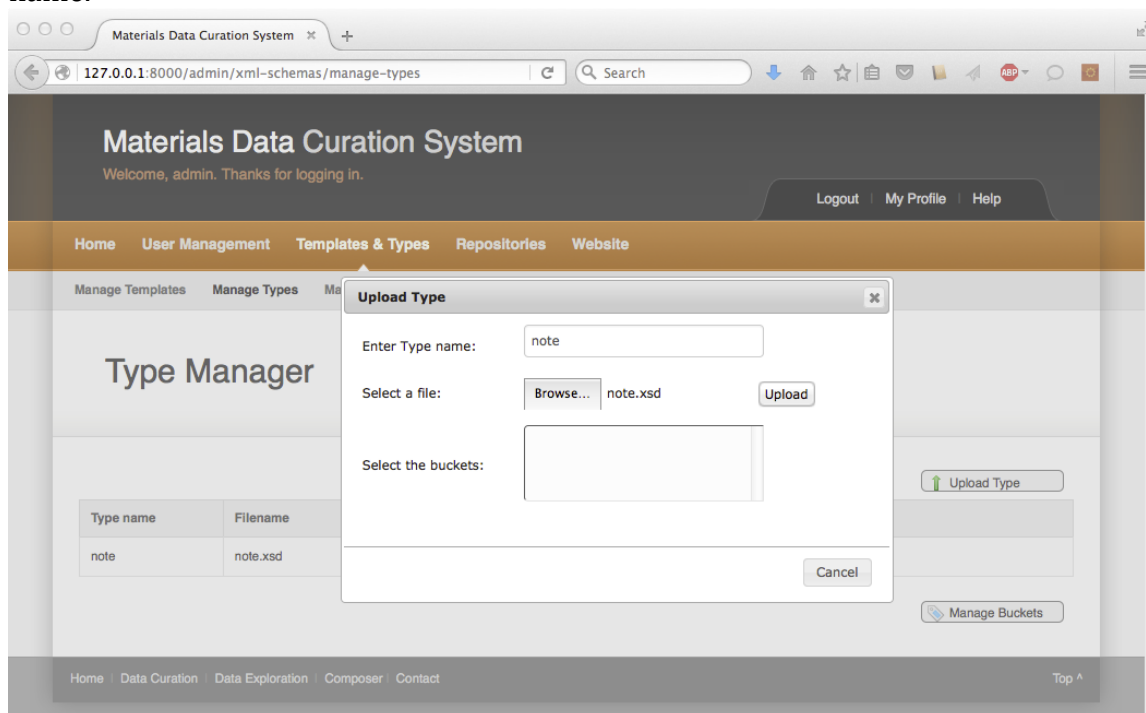 Materials Data Curation System
127.0.0.1:8000/admin/xml-schemas/manage-types
Search
ABP
Materials Data Curation System
Welcome, admin. Thanks for logging in.
Logout | My Profile | Help
Home User Management Templates & Types Repositories Website
Manage Templates Manage Types Ma
Upload Type
Enter Type name: note
Type Manager
Select a file: Browse... note.xsd Upload
Select the buckets:
Upload Type
Type name Filename
note note.xsd
Cancel
Manage Buckets
Home | Data Curation | Data Exploration | Composer | Contact Top ^